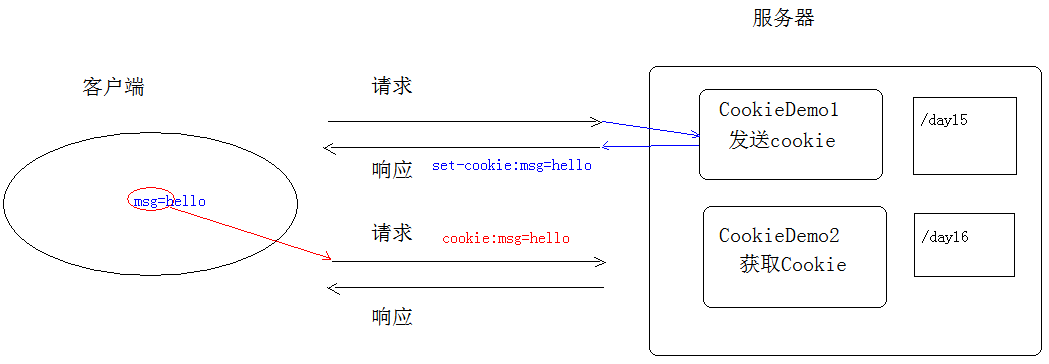 服务器
客户端
请求
CookieDemo1
发送cookie
/day15
响应
set-cookie:msg=hello
msg=hello
请求
cookie:msg=hello
CookieDemo2
获取Cookie
/day16
响应